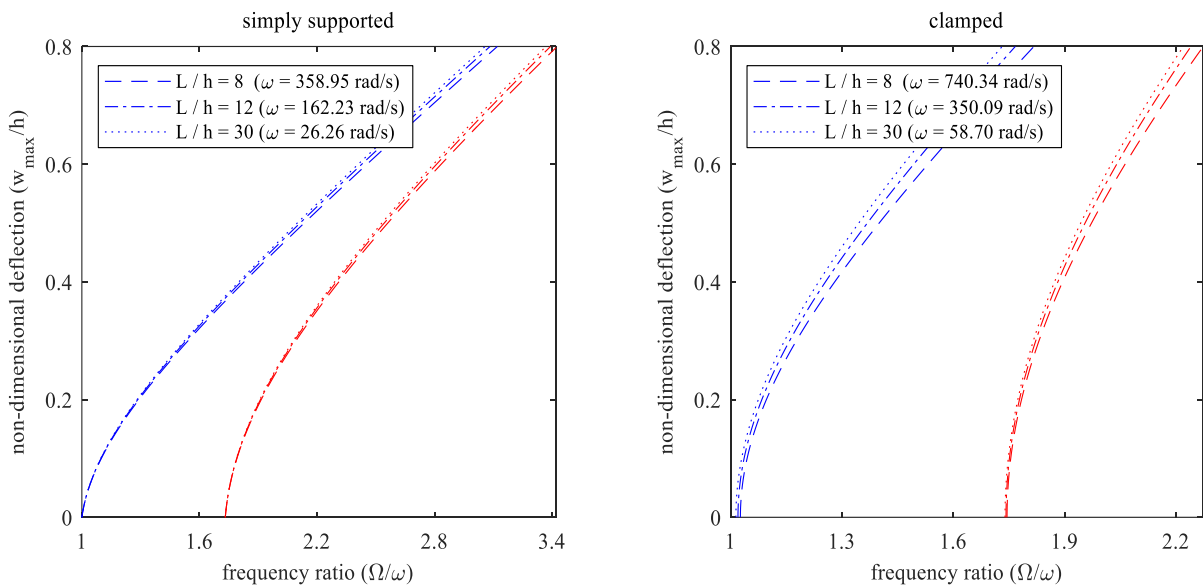 simply supported
0.8
0.6
0.4
0.2
0
non-dimensional deflection (w_max/h)
L / h = 8 (ω = 358.95 rad/s)
L / h = 12 (ω = 162.23 rad/s)
L / h = 30 (ω = 26.26 rad/s)
1 1.6 2.2 2.8 3.4
frequency ratio (Ω/ω)
clamped
0.8
0.6
0.4
0.2
0
non-dimensional deflection (w_max/h)
L / h = 8 (ω = 740.34 rad/s)
L / h = 12 (ω = 350.09 rad/s)
L / h = 30 (ω = 58.70 rad/s)
1 1.3 1.6 1.9 2.2
frequency ratio (Ω/ω)